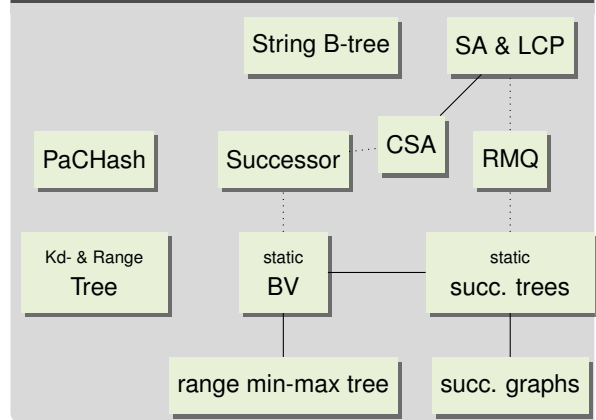 String B-tree
SA & LCP
CSA
PaCHash
Successor
RMQ
Kd- & Range
Tree
static
BV
static
succ. trees
range min-max tree
succ. graphs